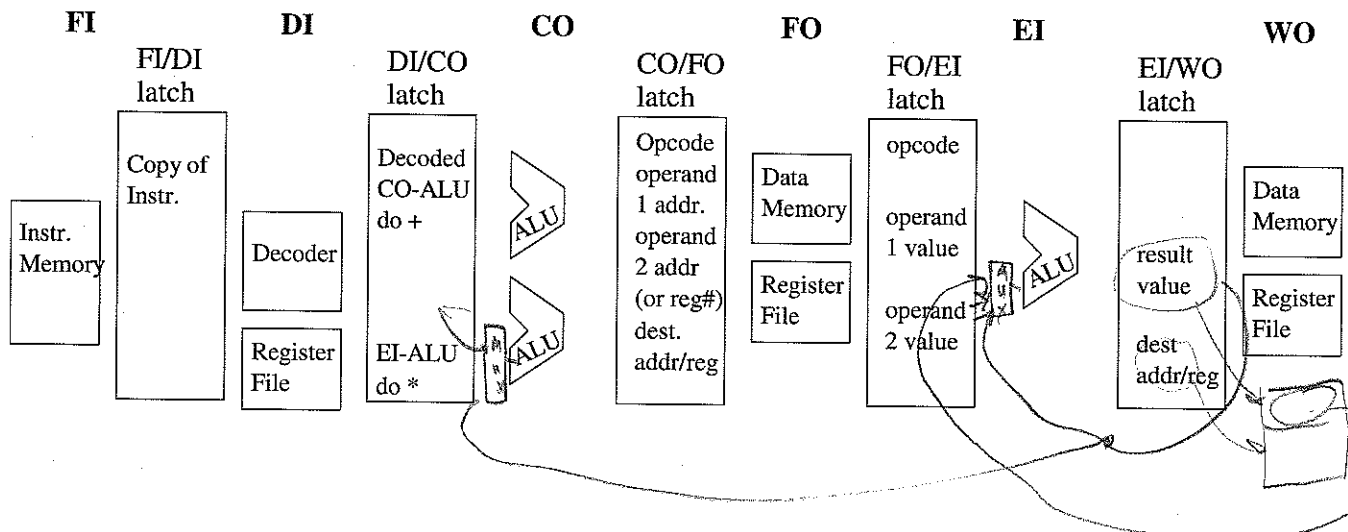 FI
DI
CO
FO
EI
WO
FI/DI
latch
DI/CO
latch
CO/FO
latch
FO/EI
latch
EI/WO
latch
Instr.
Memory
Copy of
Instr.
Decoder
Register
File
Decoded
CO-ALU
do +
EI-ALU
do *
ALU
Mux
ALU
Opcode
operand
1 addr.
operand
2 addr
(or reg#)
dest.
addr/reg
Data
Memory
Register
File
opcode
operand
1 value
operand
2 value
Mux
ALU
result
value
dest
addr/reg
Data
Memory
Register
File